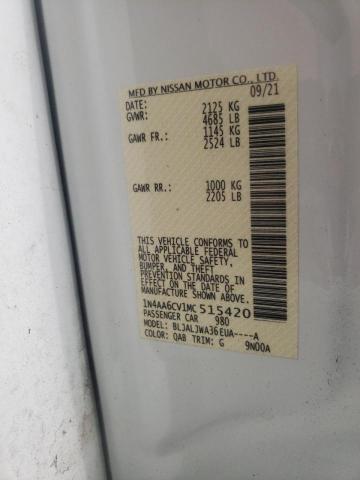 MFD BY NISSAN MOTOR CO., LTD.
DATE: 09/21
GVWR: 2125 KG
4685 LB
GAWR FR.: 1145 KG
2524 LB
GAWR RR.: 1000 KG
2205 LB
THIS VEHICLE CONFORMS TO
ALL APPLICABLE FEDERAL
MOTOR VEHICLE SAFETY,
BUMPER, AND THEFT
PREVENTION STANDARDS IN
EFFECT ON THE DATE OF
MANUFACTURE SHOWN ABOVE.
1N4AA6CV1MC 515420
PASSENGER CAR 980
MODEL: BLJALJWA36EUA----A
COLOR: QAB TRIM: G 9N00A